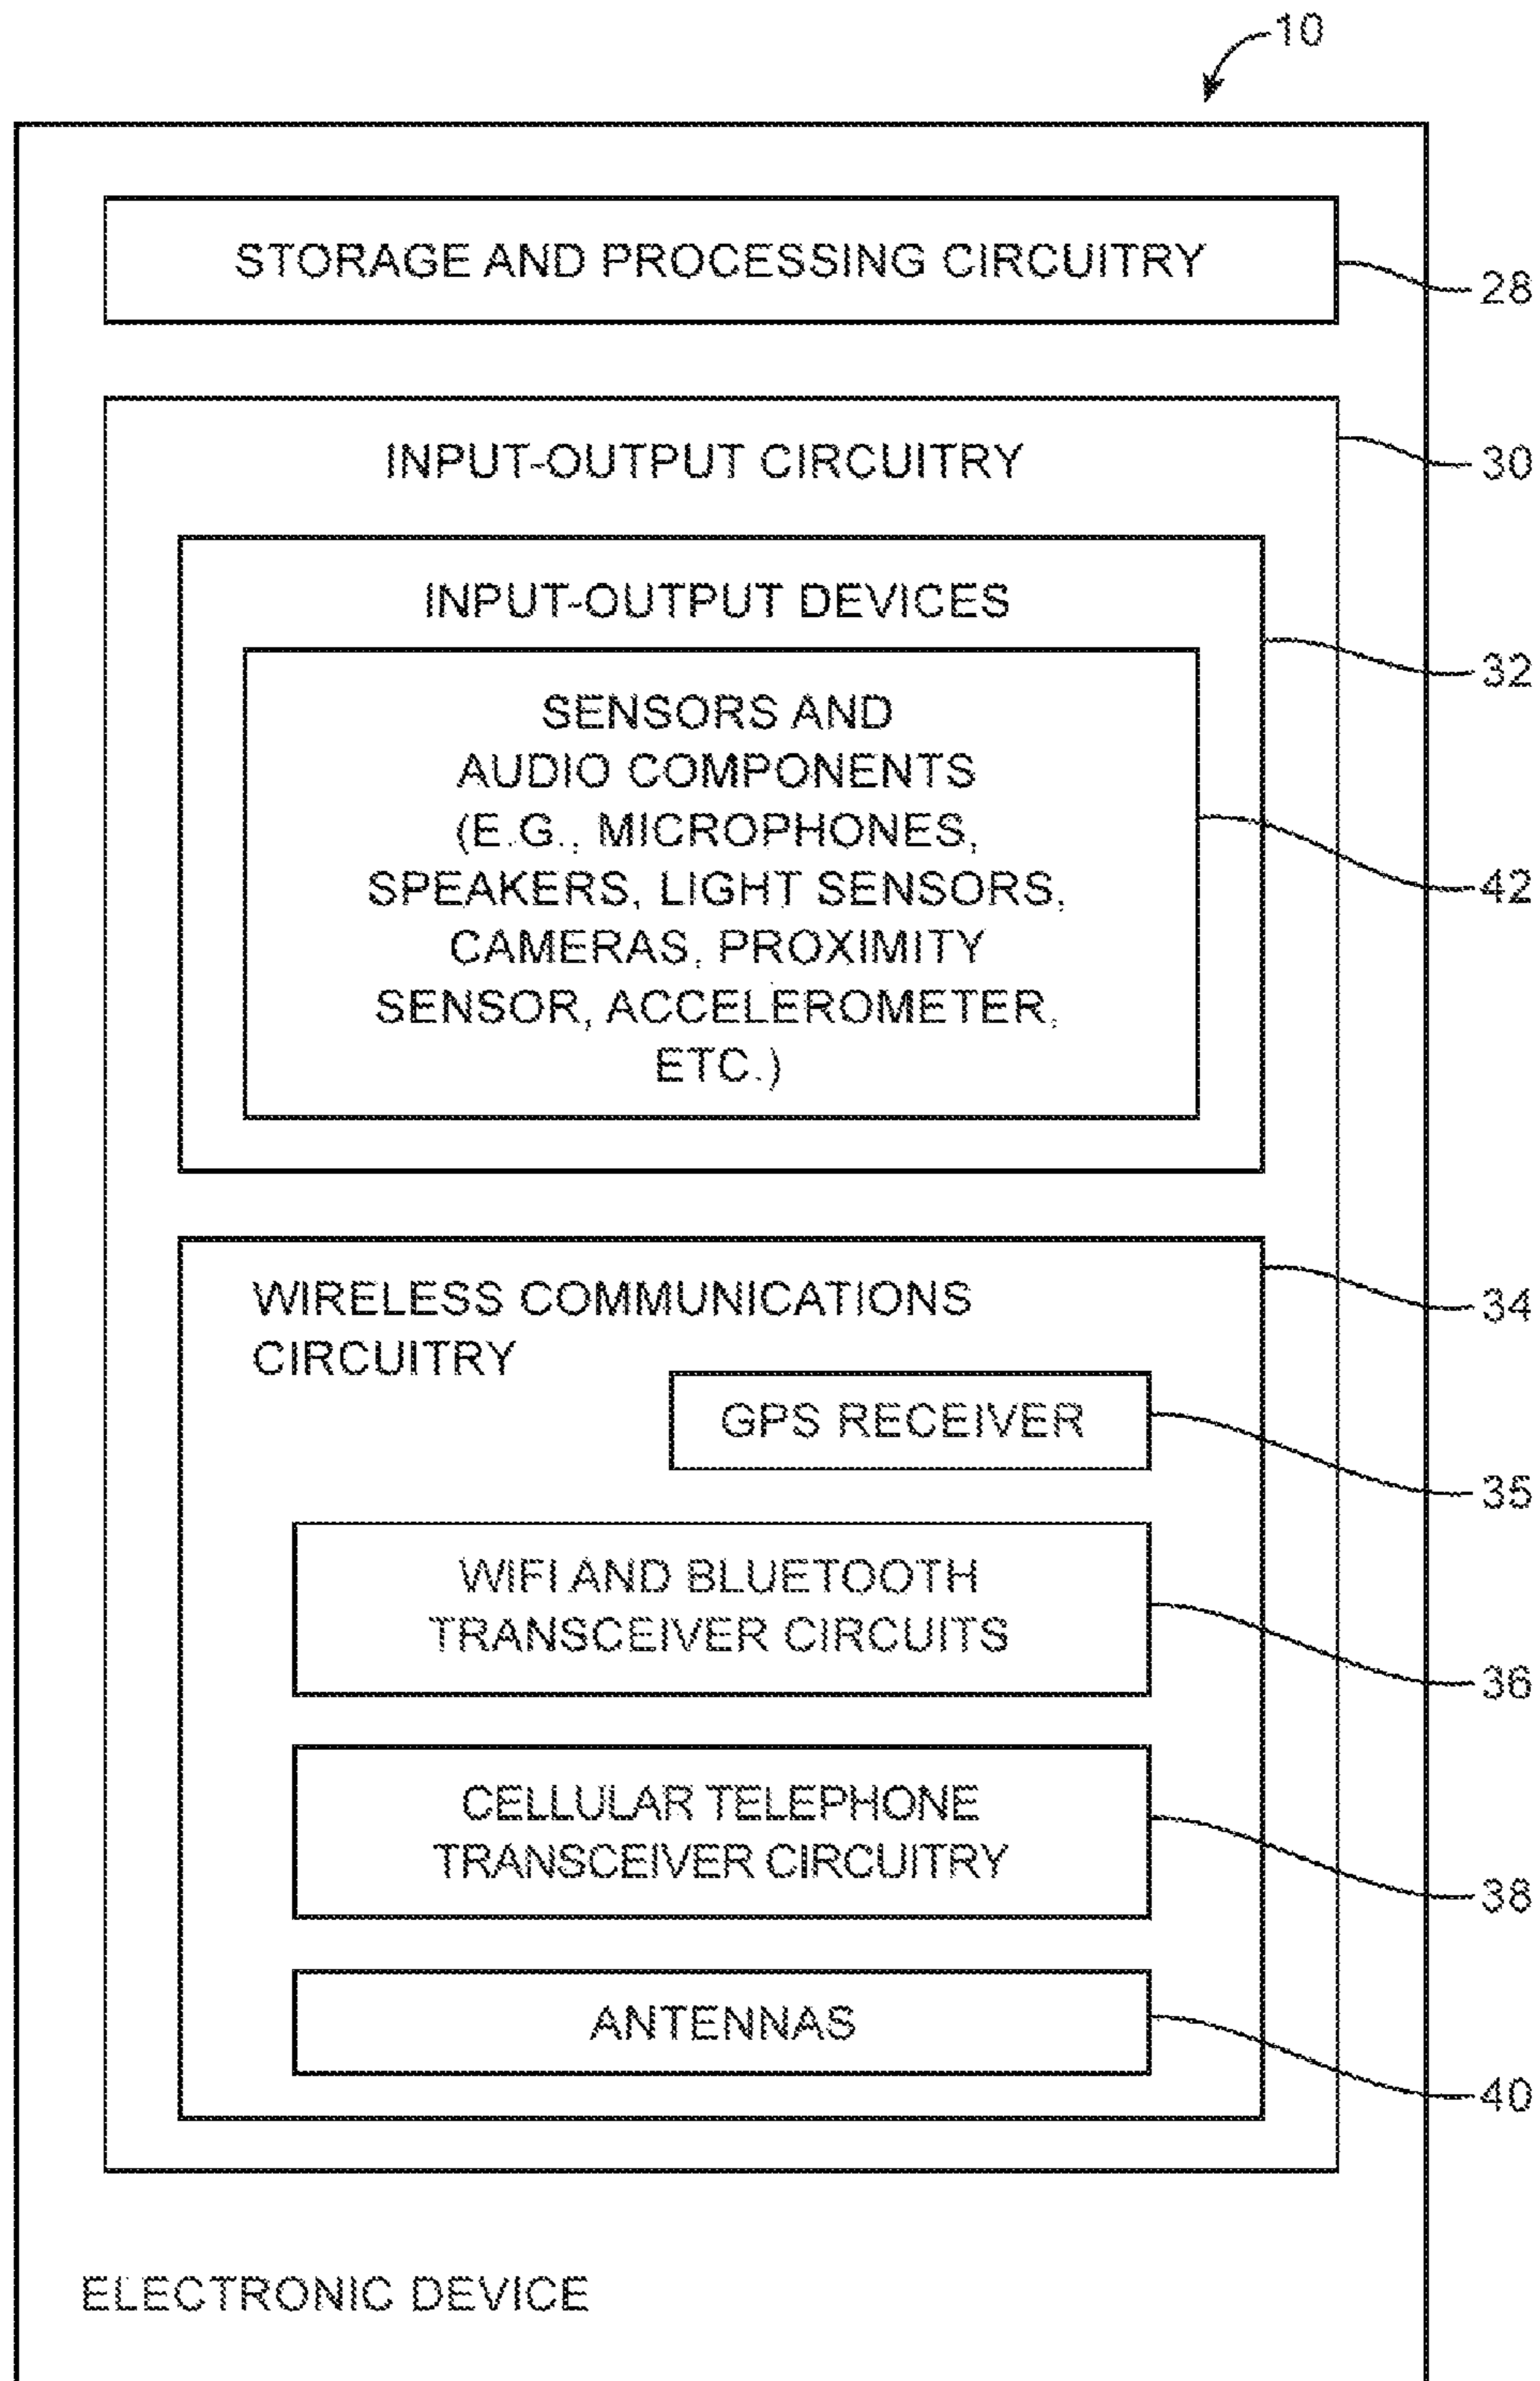 10
STORAGE AND PROCESSING CIRCUITRY
28
INPUT-OUTPUT CIRCUITRY
30
INPUT-OUTPUT DEVICES
32
SENSORS AND
AUDIO COMPONENTS
(E.G., MICROPHONES,
SPEAKERS, LIGHT SENSORS,
CAMERAS, PROXIMITY
SENSOR, ACCELEROMETER,
ETC.)
42
WIRELESS COMMUNICATIONS
CIRCUITRY
34
GPS RECEIVER
35
WIFI AND BLUETOOTH
TRANSCEIVER CIRCUITS
36
CELLULAR TELEPHONE
TRANSCEIVER CIRCUITRY
38
ANTENNAS
40
ELECTRONIC DEVICE